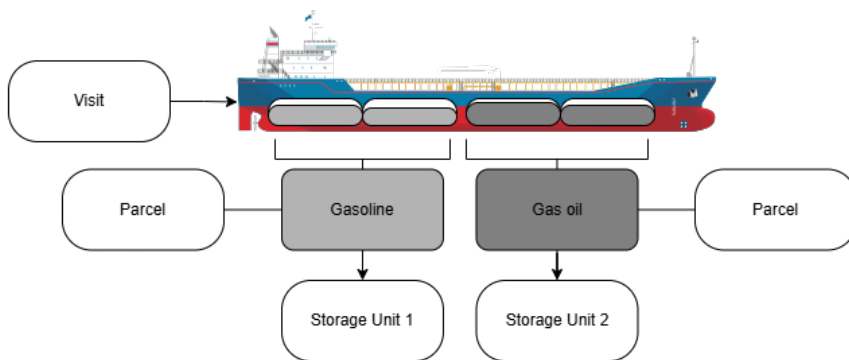 Visit
Parcel
Gasoline
Gas oil
Parcel
Storage Unit 1
Storage Unit 2